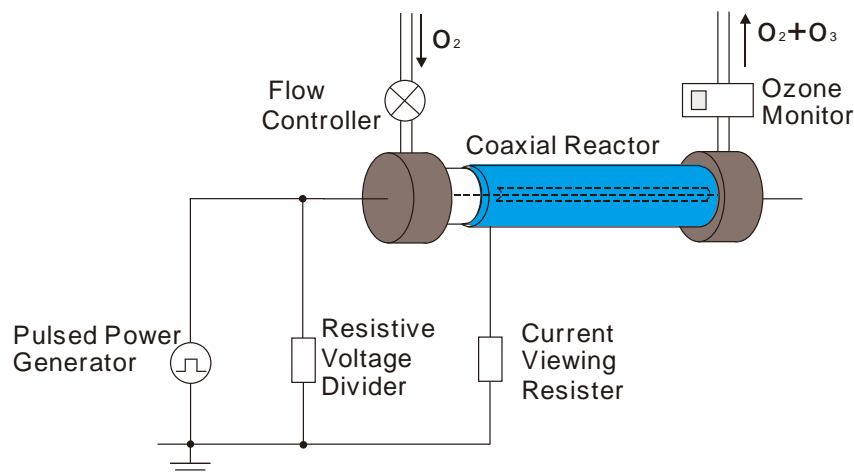 O₂
O₂+O₃
Flow
Controller
Ozone
Monitor
Coaxial Reactor
Pulsed Power
Generator
Resistive
Voltage
Divider
Current
Viewing
Resister